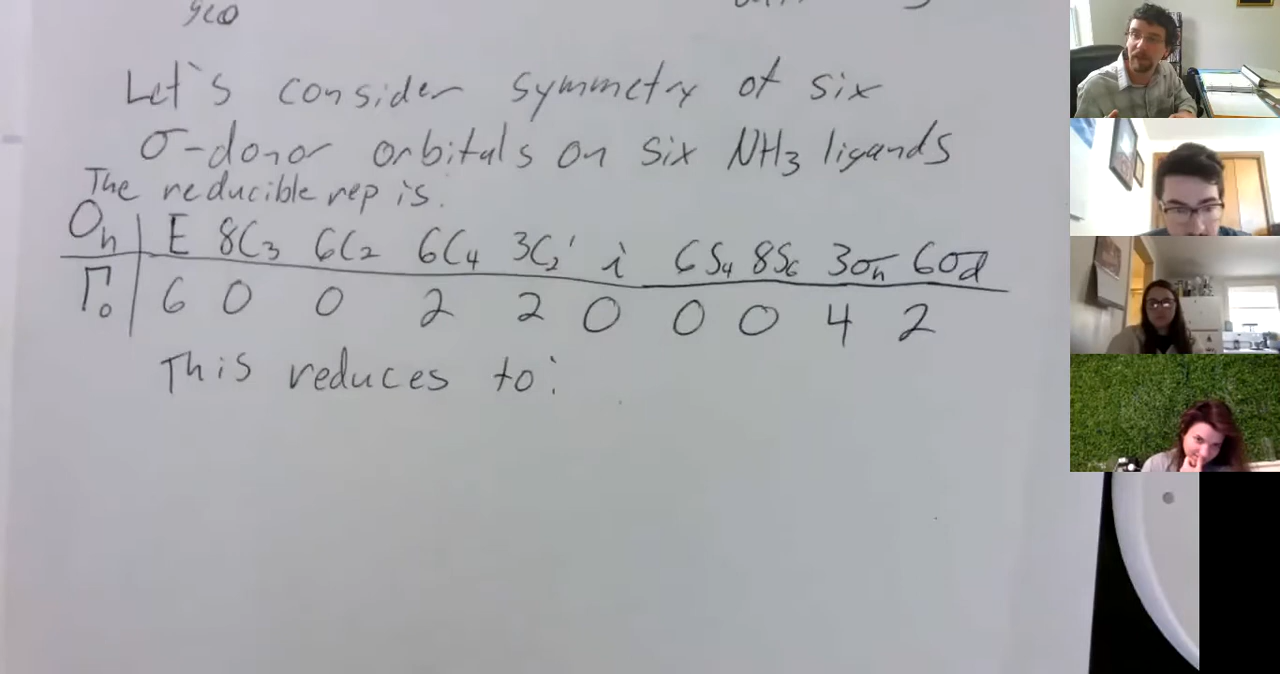 geo
Let's consider symmetry of six
σ-donor orbitals on six NH3 ligands
The reducible rep is.
Oh | E 8C3 6C2 6C4 3C2' i 6S4 8S6 3σh 6σd
Γσ | 6 0 0 2 2 0 0 0 4 2
This reduces to: